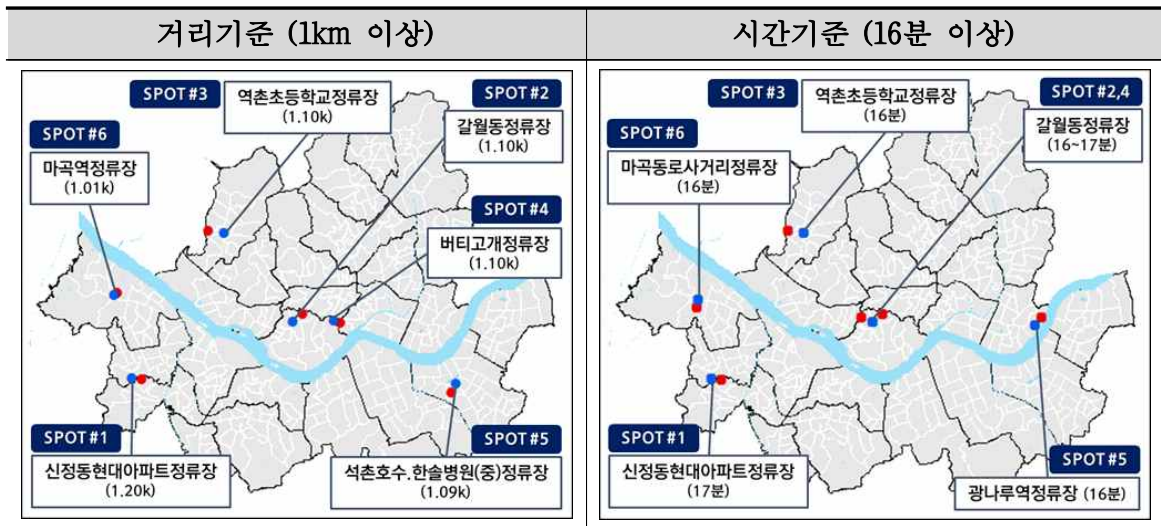 거리기준 (1km 이상)
시간기준 (16분 이상)
SPOT#3
역촌초등학교정류장
(1.10k)
SPOT#2
갈월동정류장
(1.10k)
SPOT#6
마곡역정류장
(1.01k)
SPOT#4
버티고개정류장
(1.10k)
SPOT#1
신정동현대아파트정류장
(1.20k)
SPOT#5
석촌호수.한솔병원(중)정류장
(1.09k)
SPOT#3
역촌초등학교정류장
(16분)
SPOT#2,4
갈월동정류장
(16~17분)
SPOT#6
마곡동로사거리정류장
(16분)
SPOT#1
신정동현대아파트정류장
(17분)
SPOT#5
광나루역정류장 (16분)